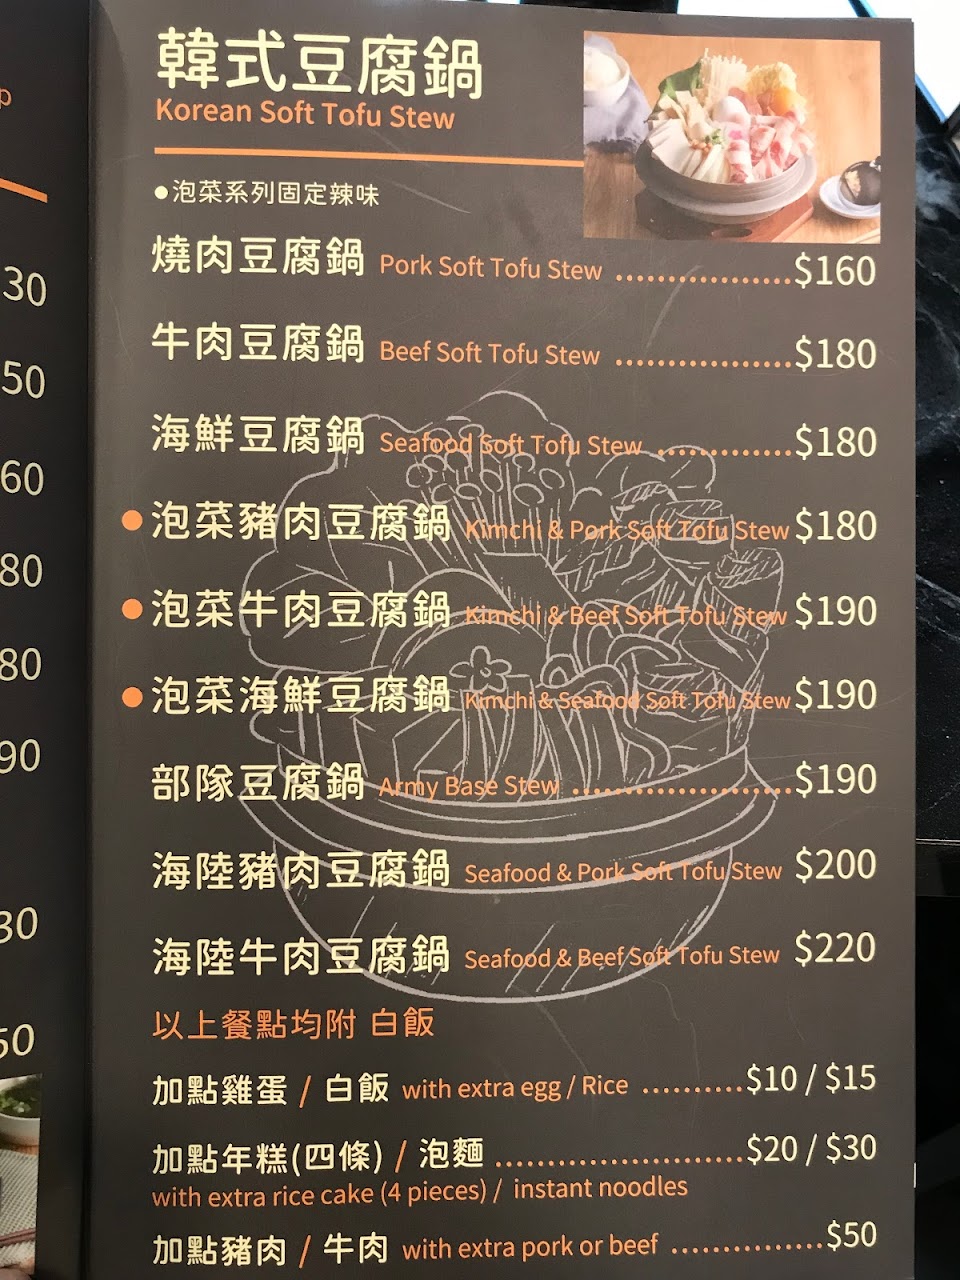 韓式豆腐鍋
Korean Soft Tofu Stew
●泡菜系列固定辣味
燒肉豆腐鍋 Pork Soft Tofu Stew ..................$160
牛肉豆腐鍋 Beef Soft Tofu Stew ..................$180
海鮮豆腐鍋 Seafood Soft Tofu Stew ..............$180
●泡菜豬肉豆腐鍋 Kimchi & Pork Soft Tofu Stew $180
●泡菜牛肉豆腐鍋 Kimchi & Beef Soft Tofu Stew $190
●泡菜海鮮豆腐鍋 Kimchi & Seafood Soft Tofu Stew $190
部隊豆腐鍋 Army Base Stew ......................$190
海陸豬肉豆腐鍋 Seafood & Pork Soft Tofu Stew $200
海陸牛肉豆腐鍋 Seafood & Beef Soft Tofu Stew $220
以上餐點均附 白飯
加點雞蛋 / 白飯 with extra egg / Rice ..........$10 / $15
加點年糕(四條) / 泡麵 .........................$20 / $30
with extra rice cake (4 pieces) / instant noodles
加點豬肉 / 牛肉 with extra pork or beef ...............$50
p
30
50
60
80
80
90
30
50